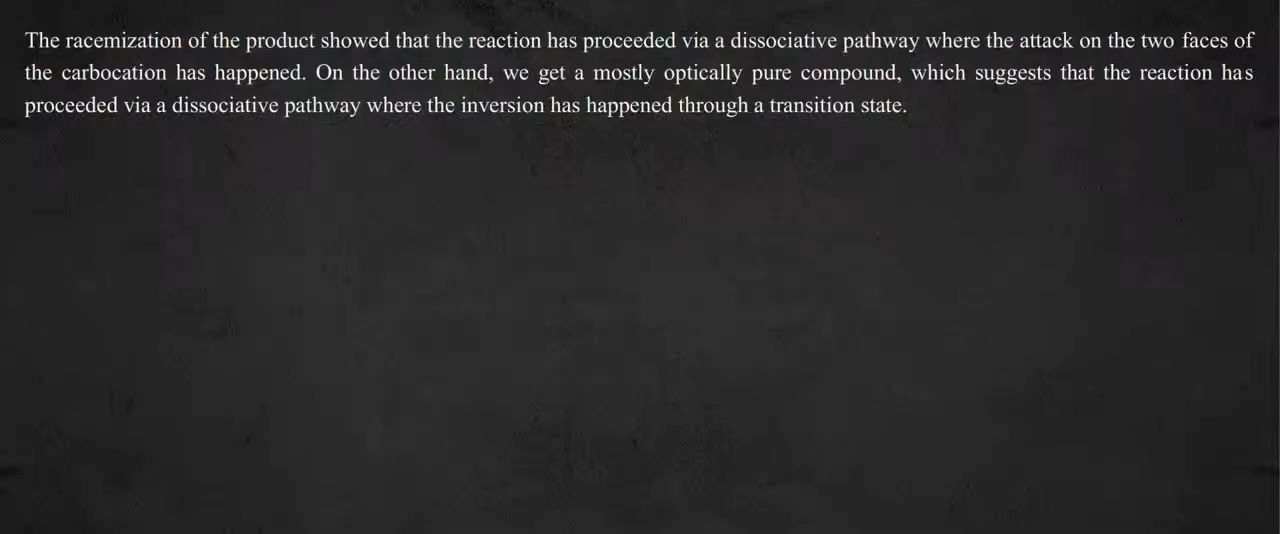 The racemization of the product showed that the reaction has proceeded via a dissociative pathway where the attack on the two faces of
the carbocation has happened. On the other hand, we get a mostly optically pure compound, which suggests that the reaction has
proceeded via a dissociative pathway where the inversion has happened through a transition state.